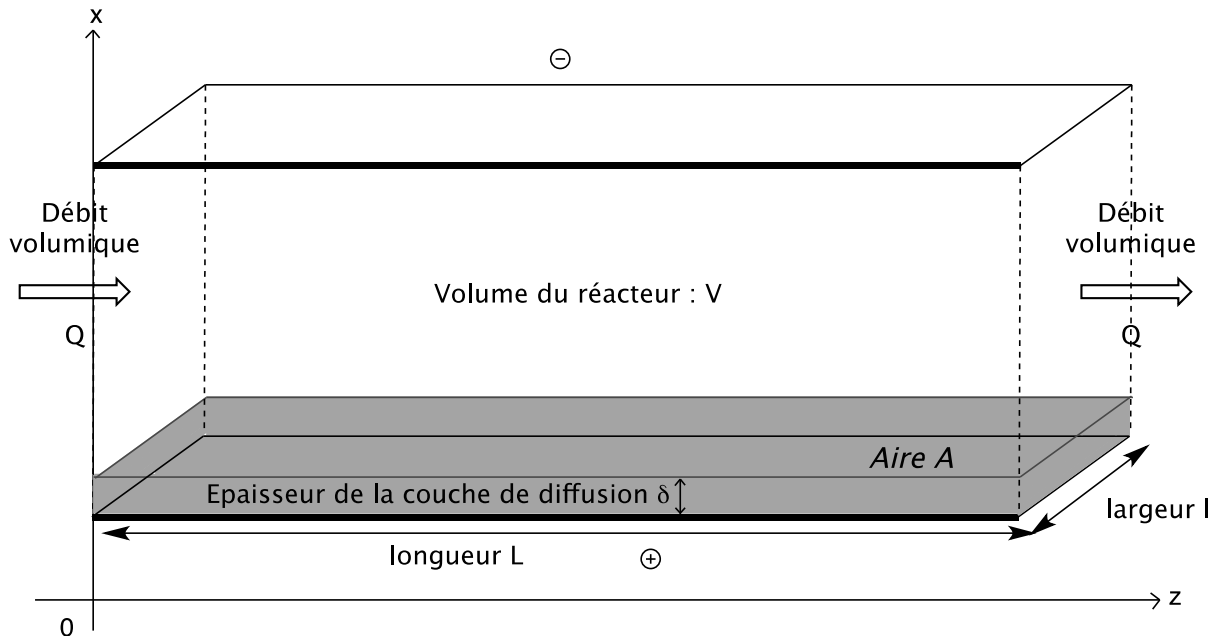 x
⊖
Débit
volumique
Q
Volume du réacteur : V
Débit
volumique
Q
Aire A
Epaisseur de la couche de diffusion δ
largeur l
longueur L
⊕
z
0